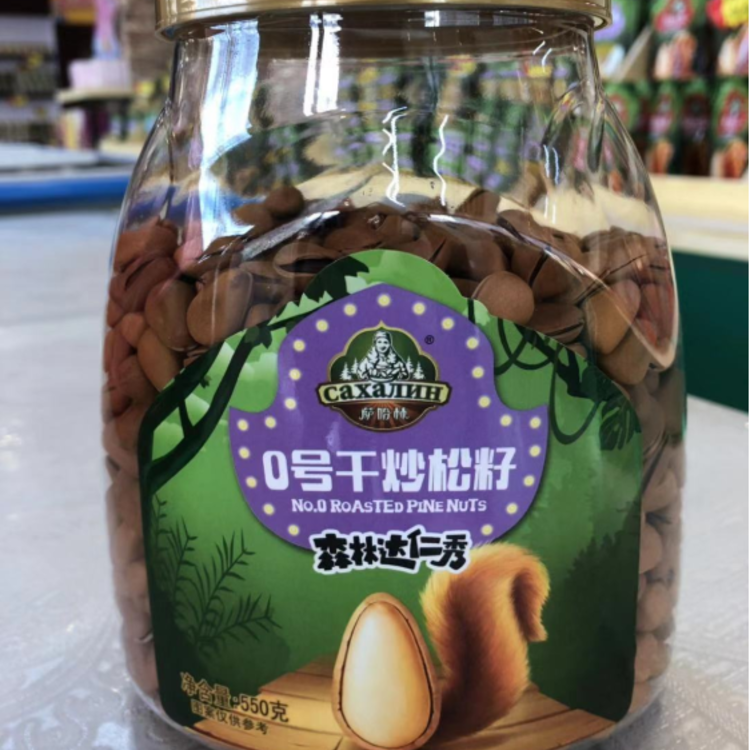 сахалин
®
萨哈林
0号干炒松籽
No.0 ROASTED PINE NUTS
森林达仁秀
净含量:550克
图案仅供参考